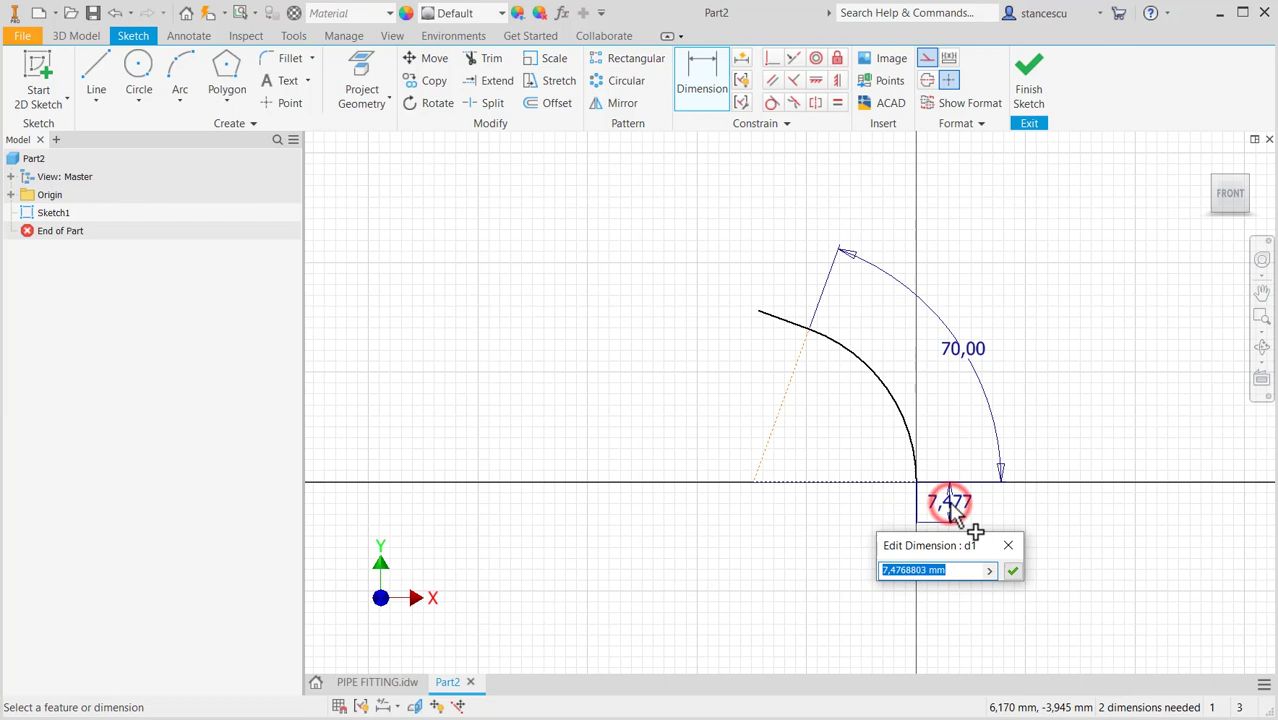 PRO
Material
Default
Part2
Search Help & Commands...
stancescu
File
3D Model
Sketch
Annotate
Inspect
Tools
Manage
View
Environments
Get Started
Collaborate
Start
2D Sketch
Line
Circle
Arc
Polygon
Fillet
Text
Point
Project
Geometry
Move
Copy
Rotate
Trim
Extend
Split
Scale
Stretch
Offset
Rectangular
Circular
Mirror
Dimension
Image
Points
ACAD
Show Format
Finish
Sketch
Sketch
Create
Modify
Pattern
Constrain
Insert
Format
Exit
Model
Part2
View: Master
Origin
Sketch1
End of Part
FRONT
70,00
7,477
Edit Dimension : d1
7,4768803 mm
Y
X
PIPE FITTING.idw
Part2
Select a feature or dimension
6,170 mm, -3,945 mm
2 dimensions needed
1
3